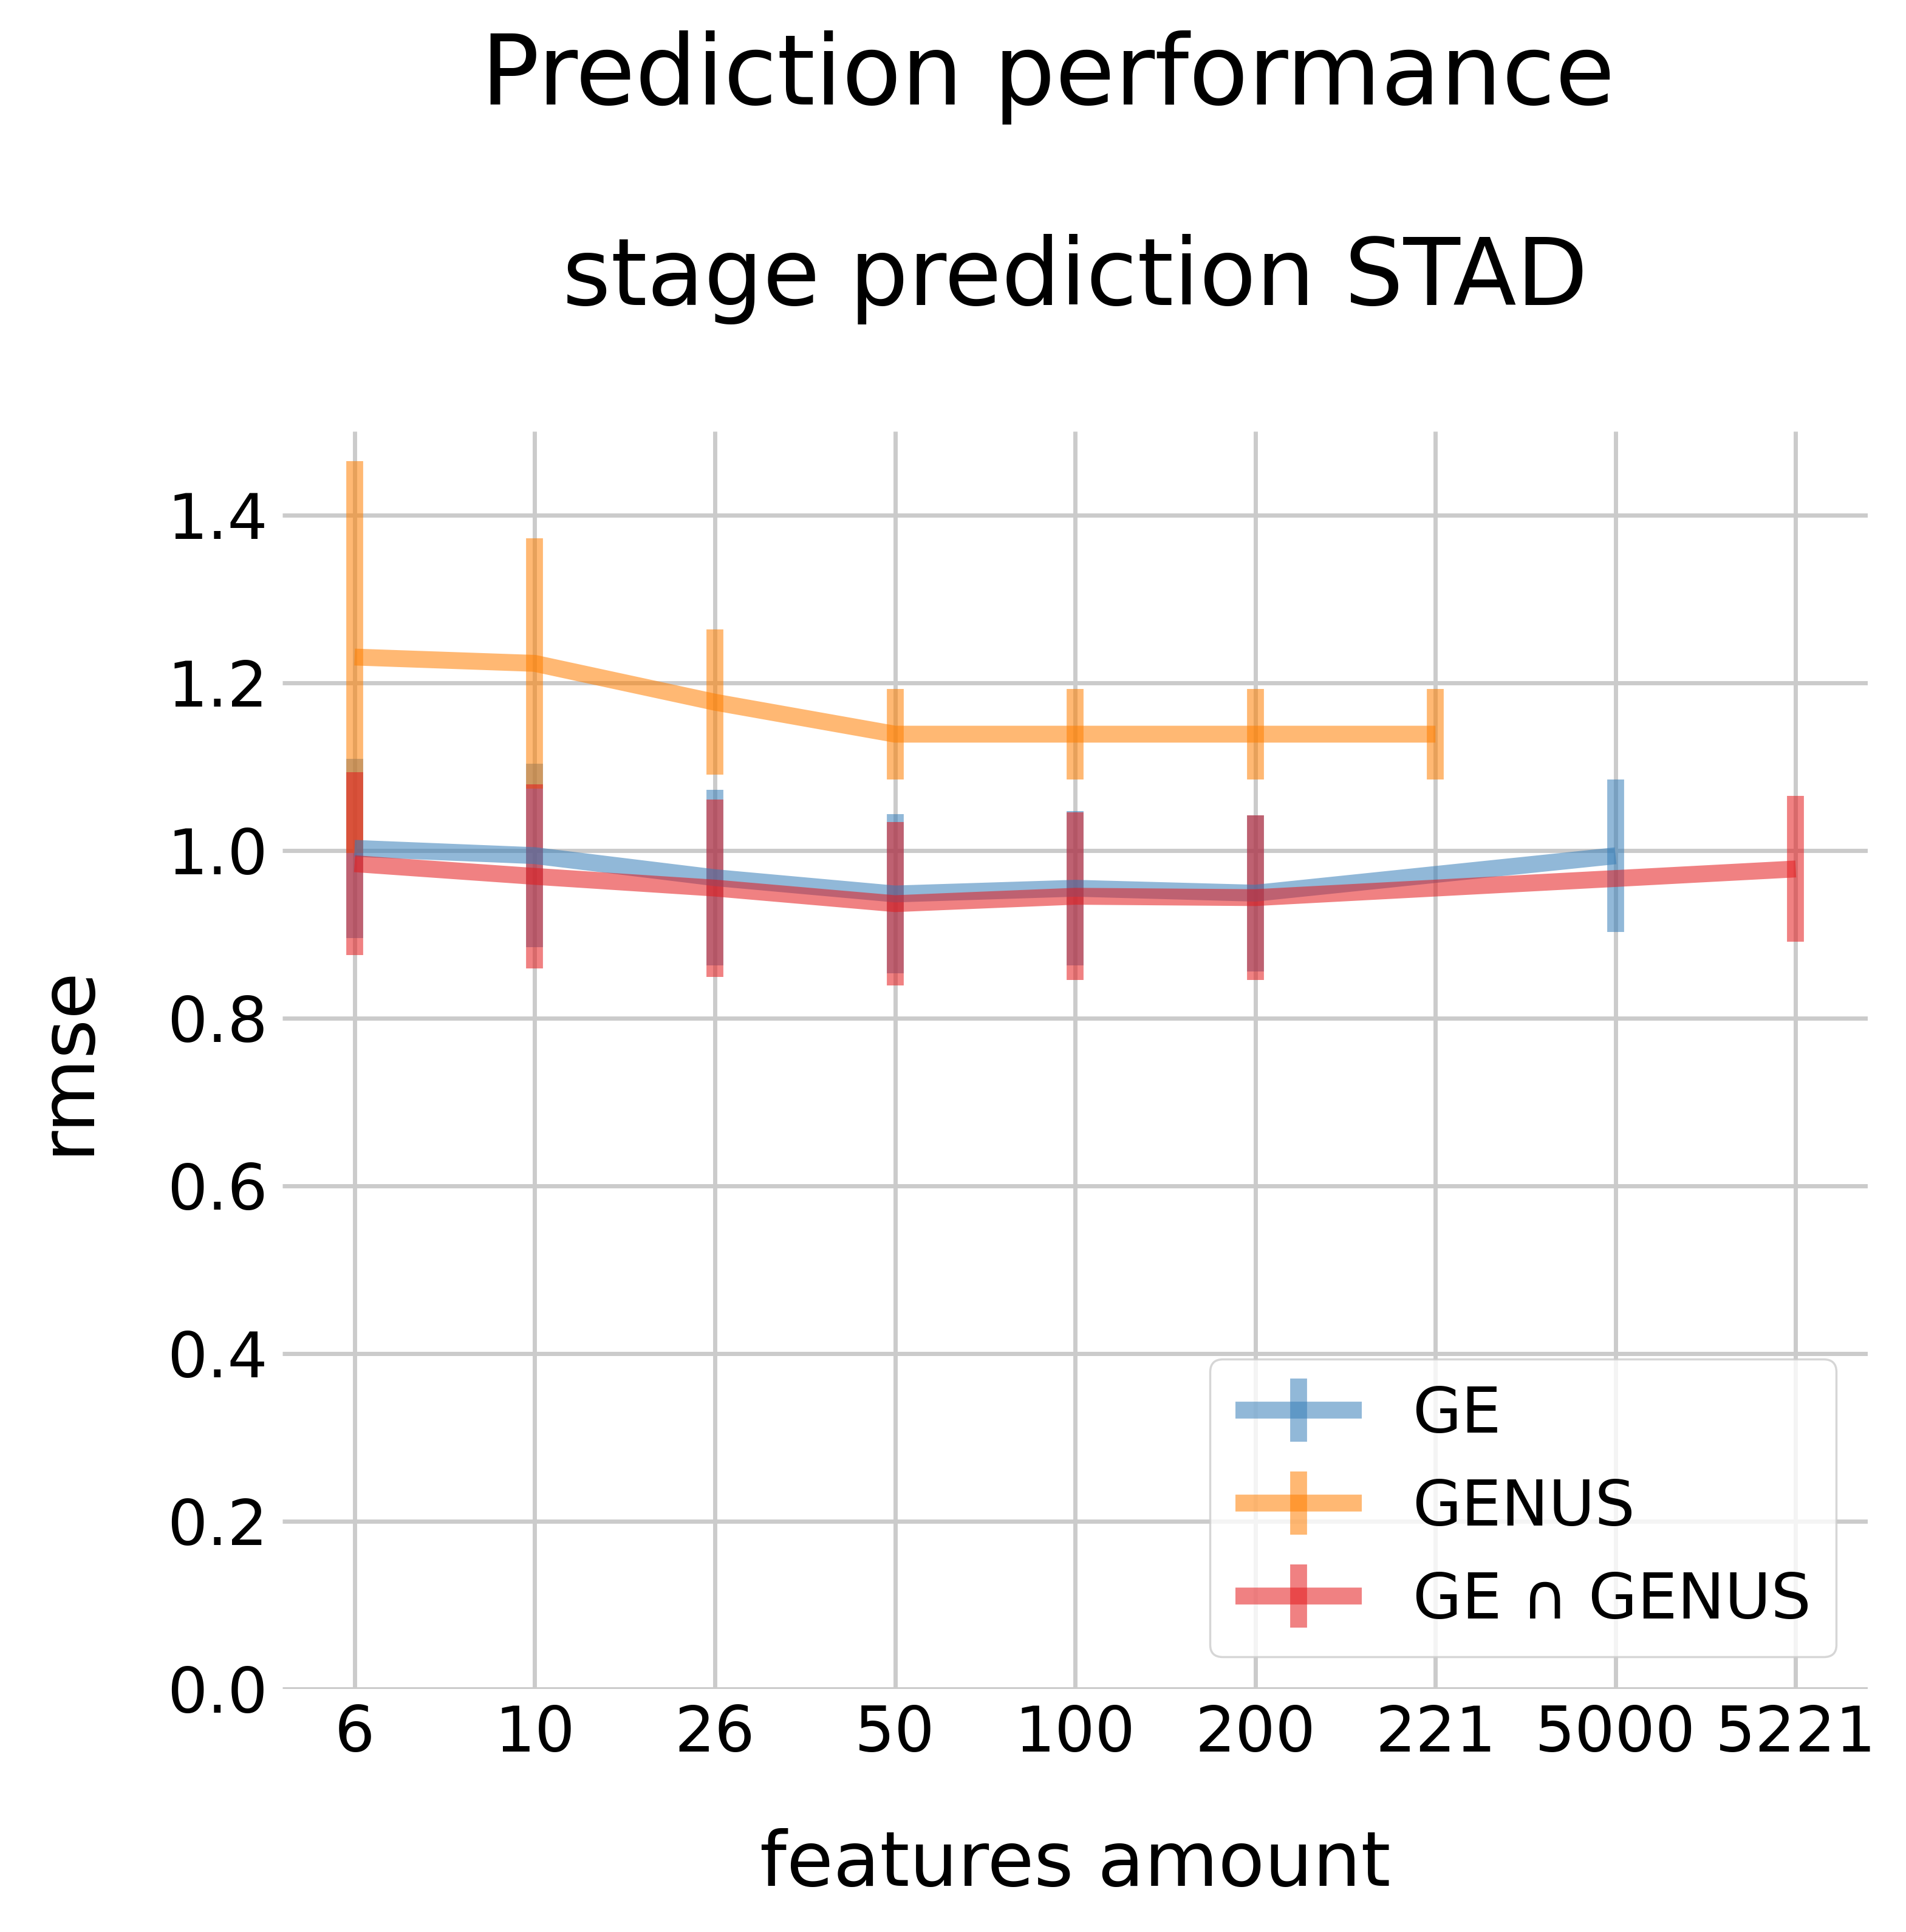 Prediction performance
stage prediction STAD
1.4
1.2
1.0
0.8
0.6
0.4
0.2
0.0
rmse
GE
GENUS
GE ∩ GENUS
6 10 26 50 100 200 221 5000 5221
features amount